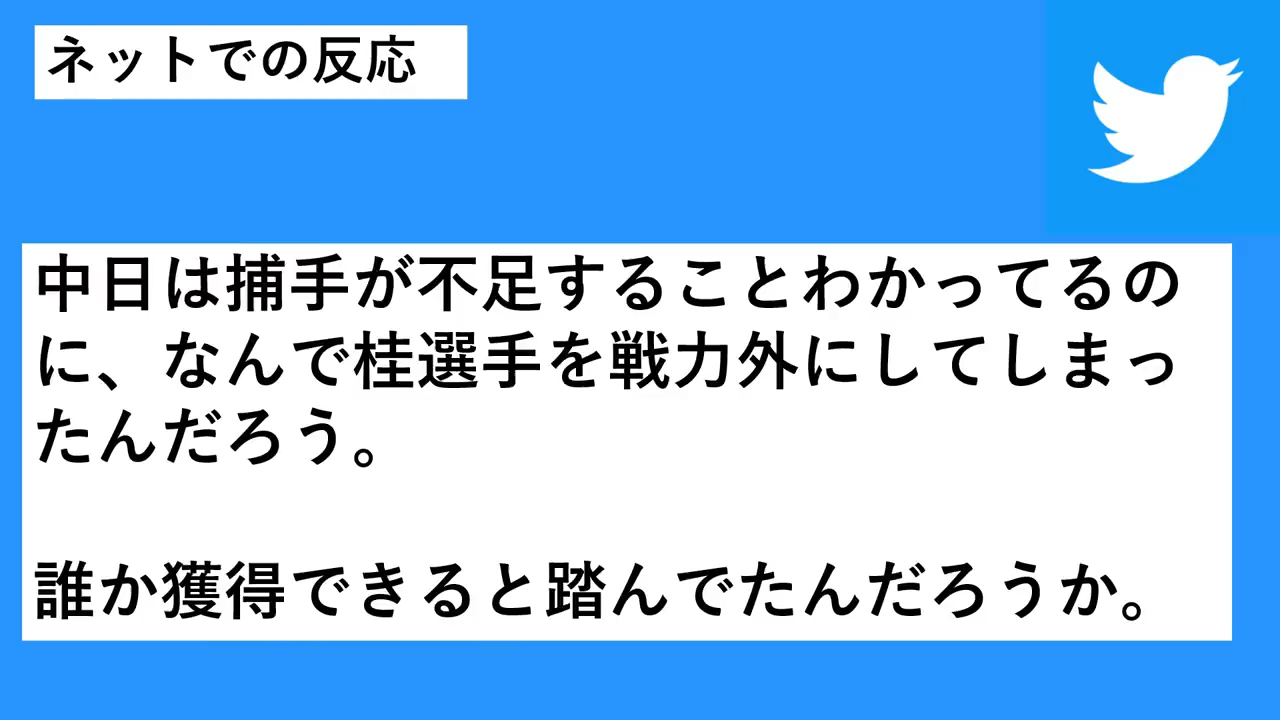 ネットでの反応
中日は捕手が不足することわかってるの
に、なんで桂選手を戦力外にしてしまっ
たんだろう。
誰か獲得できると踏んでたんだろうか。